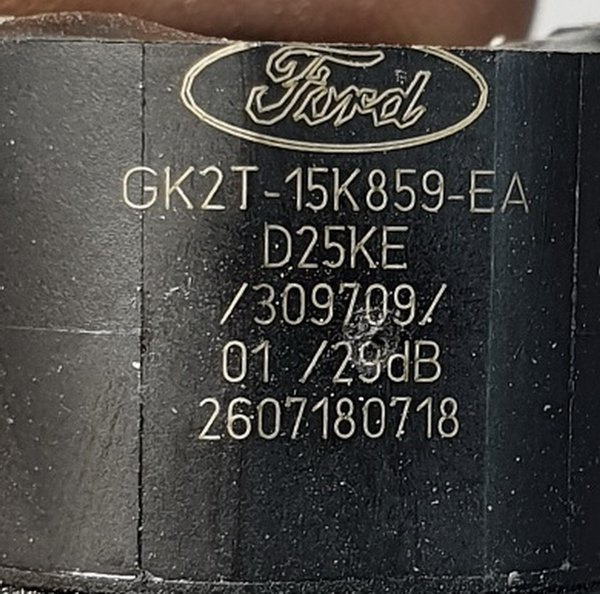 Ford
GK2T-15K859-EA
D25KE
/309709/
01 /29dB
2607180718